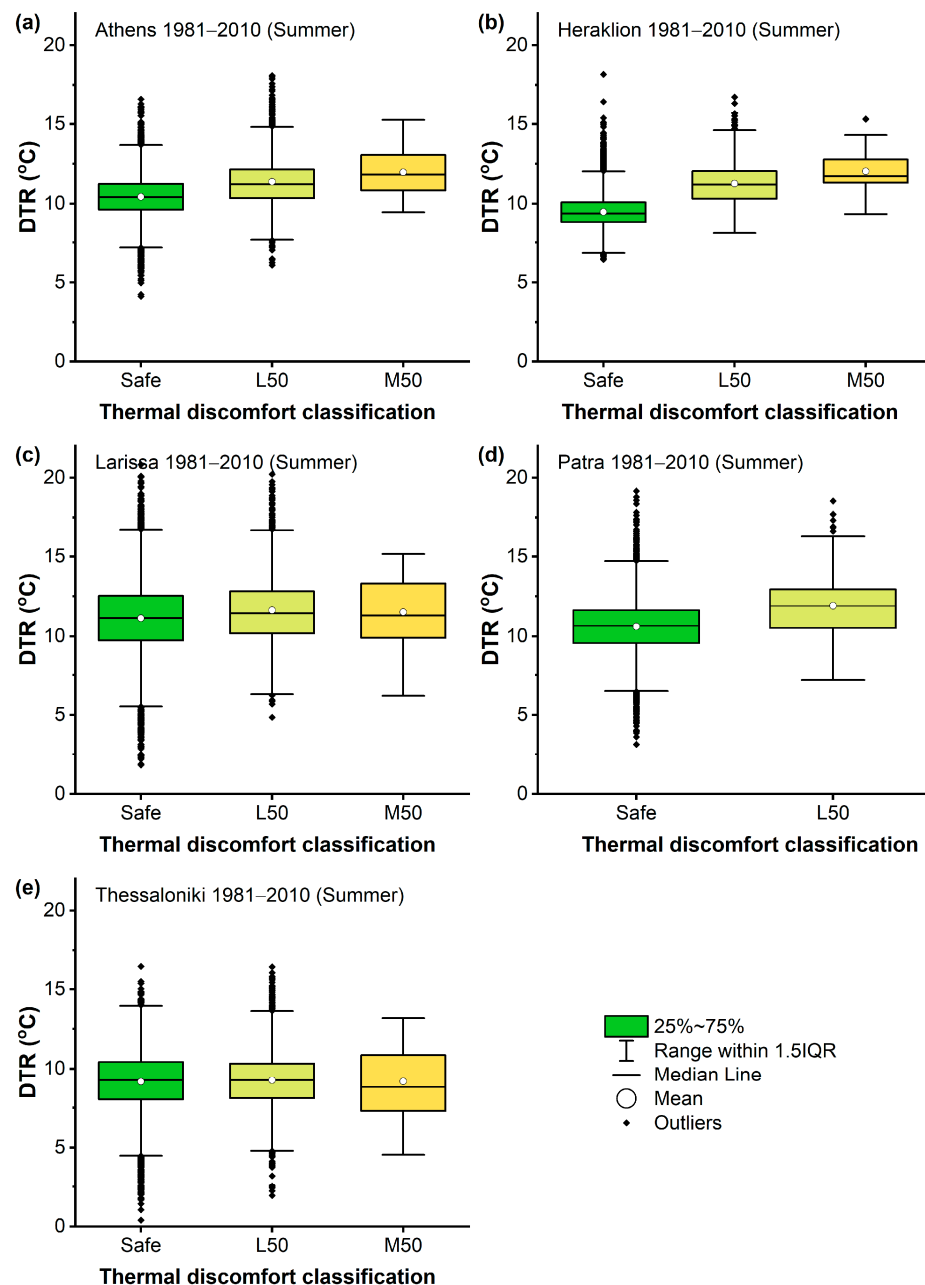 (a)
Athens 1981–2010 (Summer)
20
15
10
5
0
DTR (°C)
Safe L50 M50
Thermal discomfort classification
(b)
Heraklion 1981–2010 (Summer)
20
15
10
5
0
DTR (°C)
Safe L50 M50
Thermal discomfort classification
(c)
Larissa 1981–2010 (Summer)
20
15
10
5
0
DTR (°C)
Safe L50 M50
Thermal discomfort classification
(d)
Patra 1981–2010 (Summer)
20
15
10
5
0
DTR (°C)
Safe L50
Thermal discomfort classification
(e)
Thessaloniki 1981–2010 (Summer)
20
15
10
5
0
DTR (°C)
Safe L50 M50
Thermal discomfort classification
25%~75%
Range within 1.5IQR
Median Line
Mean
Outliers